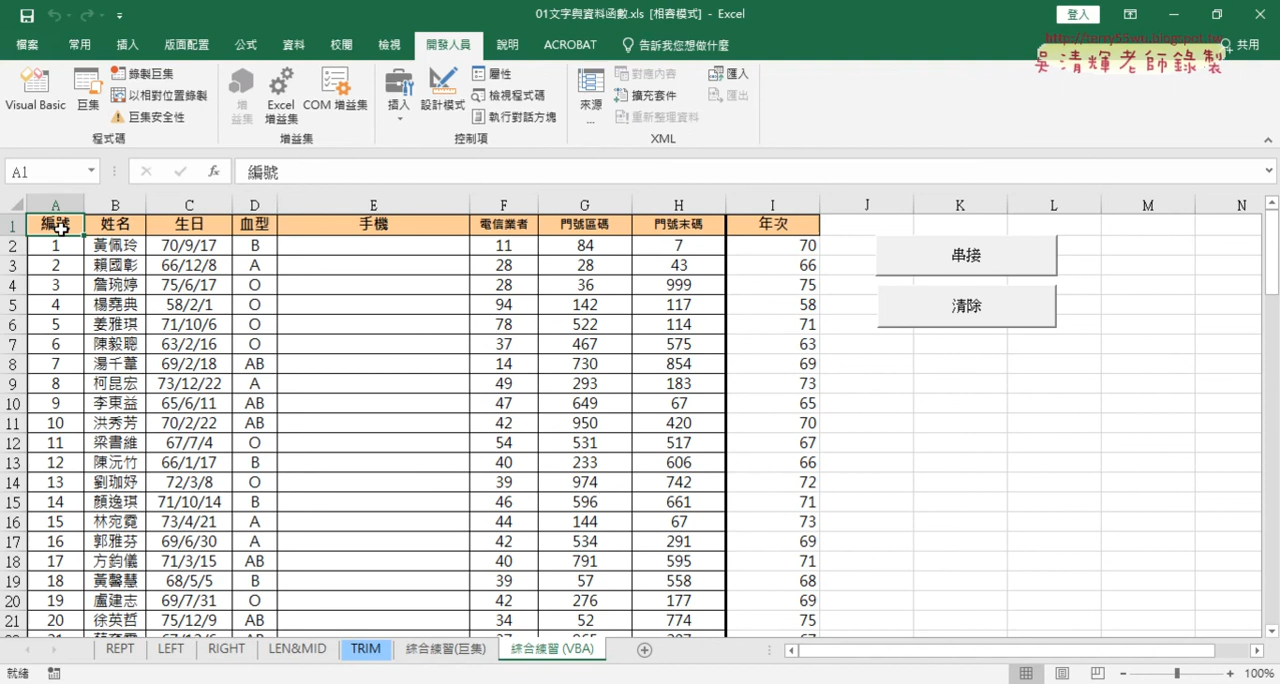 01文字與資料函數.xls [相容模式] - Excel
登入
檔案 常用 插入 版面配置 公式 資料 校閱 檢視 開發人員 說明 ACROBAT 告訴我您想做什麼 共用
http://terry55wu.blogspot.tw
吳清輝老師錄製
Visual Basic
巨集
錄製巨集
以相對位置錄製
巨集安全性
程式碼
增益集
Excel 增益集
COM 增益集
增益集
插入
設計模式
屬性
檢視程式碼
執行對話方塊
控制項
來源
對應內容
擴充套件
重新整理資料
匯入
匯出
XML
A1 fx 編號
A B C D E F G H I J K L M N
1 編號 姓名 生日 血型 手機 電信業者 門號區碼 門號末碼 年次
2 1 黃佩玲 70/9/17 B 11 84 7 70
3 2 賴國彰 66/12/8 A 28 28 43 66
4 3 詹琬婷 75/6/17 O 28 36 999 75
5 4 楊堯典 58/2/1 O 94 142 117 58
6 5 姜雅琪 71/10/6 O 78 522 114 71
7 6 陳毅聰 63/2/16 O 37 467 575 63
8 7 湯千葦 69/2/18 AB 14 730 854 69
9 8 柯昆宏 73/12/22 A 49 293 183 73
10 9 李東益 65/6/11 AB 47 649 67 65
11 10 洪秀芳 70/2/22 AB 42 950 420 70
12 11 梁書維 67/7/4 O 54 531 517 67
13 12 陳沅竹 66/1/17 B 40 233 606 66
14 13 劉珈妤 72/3/8 O 39 974 742 72
15 14 顏逸琪 71/10/14 B 46 596 661 71
16 15 林宛霓 73/4/21 A 44 144 67 73
17 16 郭雅芬 69/6/30 A 42 534 291 69
18 17 方鈞儀 71/3/15 AB 40 791 595 71
19 18 黃馨慧 68/5/5 B 39 57 558 68
20 19 盧建志 69/7/31 O 42 276 177 69
21 20 徐英哲 75/12/9 AB 34 52 774 75
串接
清除
REPT LEFT RIGHT LEN&MID TRIM 綜合練習(巨集) 綜合練習 (VBA)
就緒
100%